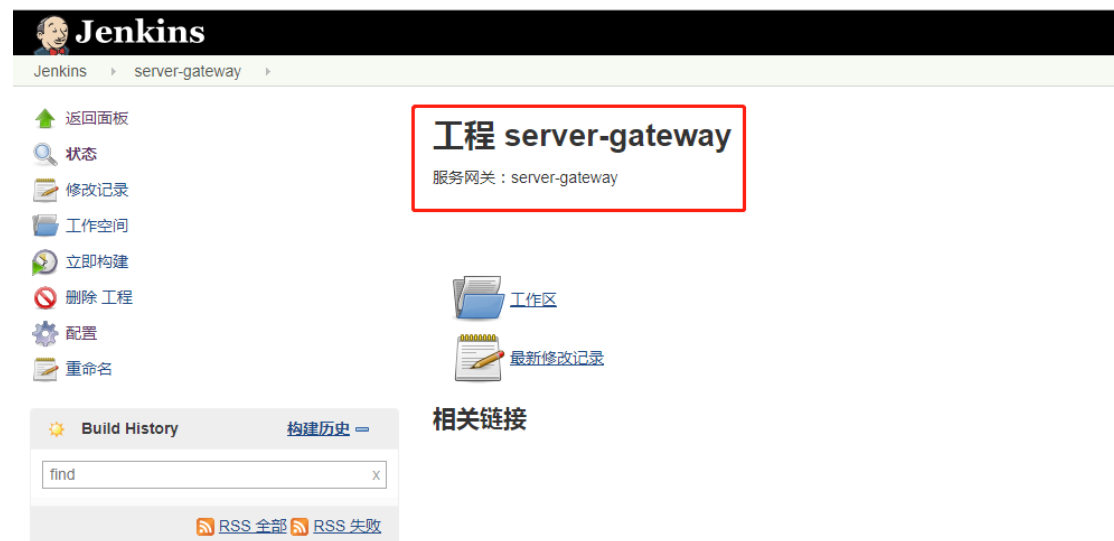 Jenkins
Jenkins server-gateway
返回面板
状态
修改记录
工作空间
立即构建
删除 工程
配置
重命名
Build History 构建历史
find x
RSS 全部 RSS 失败
工程 server-gateway
服务网关：server-gateway
工作区
最新修改记录
相关链接